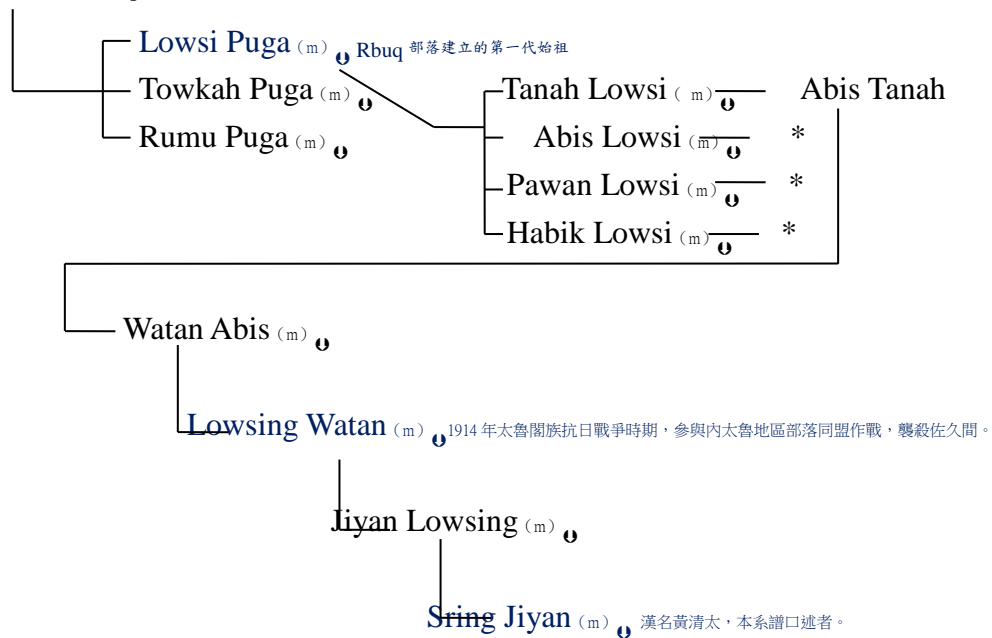 Lowsi Puga（m） Rbuq 部落建立的第一代始祖
Towkah Puga（m）
Rumu Puga（m）
Tanah Lowsi（ m） Abis Tanah
Abis Lowsi（m） *
Pawan Lowsi（m） *
Habik Lowsi（m） *
Watan Abis（m）
Lowsing Watan（m） 1914 年太魯閣族抗日戰爭時期，參與內太魯地區部落同盟作戰，襲殺佐久間。
Jiyan Lowsing（m）
Sring Jiyan（m） 漢名黃清太，本系譜口述者。